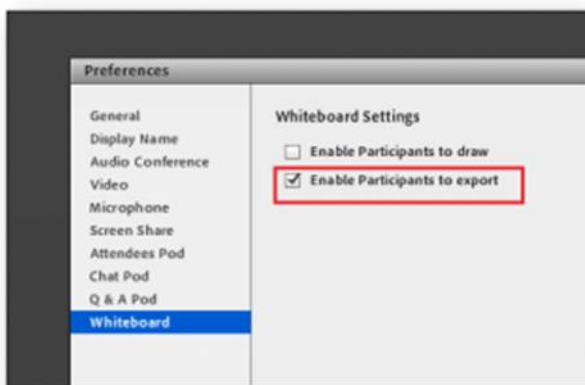 Preferences
General
Display Name
Audio Conference
Video
Microphone
Screen Share
Attendees Pod
Chat Pod
Q & A Pod
Whiteboard
Whiteboard Settings
Enable Participants to draw
Enable Participants to export